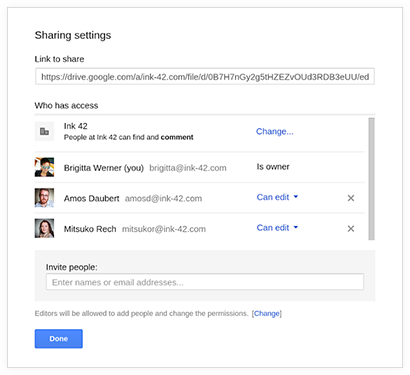 Sharing settings
Link to share
https://drive.google.com/a/ink-42.com/file/d/0B7H7nGy2g5tHZEZvOUd3RDB3eUU/ed
Who has access
Ink 42
People at Ink 42 can find and comment
Change...
Brigitta Werner (you) brigitta@ink-42.com Is owner
Amos Daubert amosd@ink-42.com Can edit
Mitsuko Rech mitsukor@ink-42.com Can edit
Invite people:
Enter names or email addresses...
Editors will be allowed to add people and change the permissions. [Change]
Done